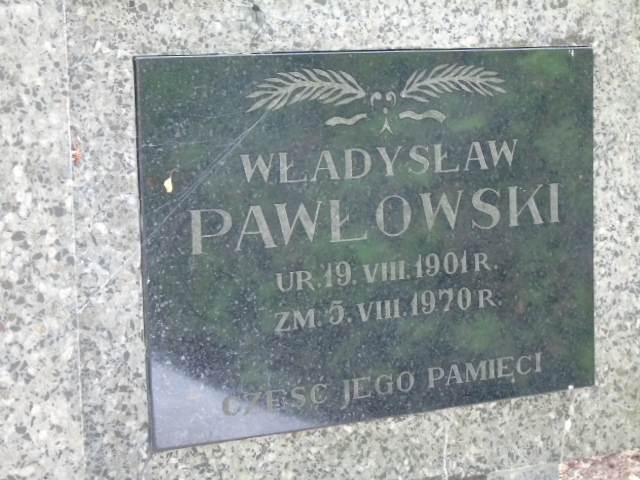 WŁADYSŁAW
PAWŁOWSKI
UR. 19. VIII. 1901 R.
ZM. 5. VIII. 1970 R.
CZEŚĆ JEGO PAMIĘCI